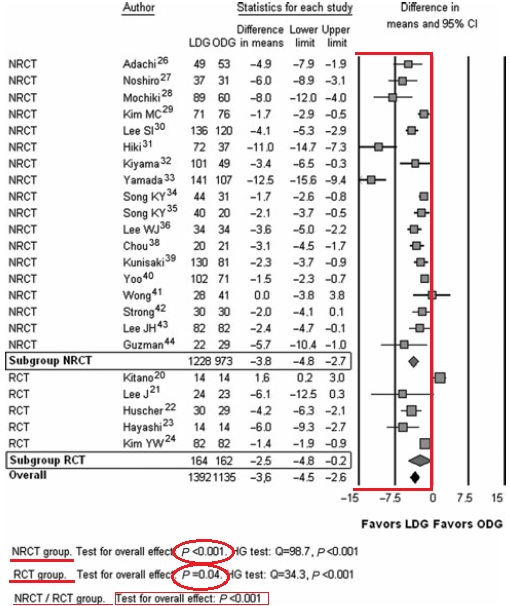 Author Statistics for each study Difference in means and 95% CI
LDG ODG Difference in means Lower limit Upper limit
NRCT Adachi26 49 53 −4.9 −7.9 −1.9
NRCT Noshiro27 37 31 −6.0 −8.9 −3.1
NRCT Mochiki28 89 60 −8.0 −12.0 −4.0
NRCT Kim MC29 71 76 −1.7 −2.9 −0.5
NRCT Lee SI30 136 120 −4.1 −5.3 −2.9
NRCT Hiki31 72 37 −11.0 −14.7 −7.3
NRCT Kiyama32 101 49 −3.4 −6.5 −0.3
NRCT Yamada33 141 107 −12.5 −15.6 −9.4
NRCT Song KY34 44 31 −1.7 −2.6 −0.8
NRCT Song KY35 40 20 −2.1 −3.7 −0.5
NRCT Lee WJ36 34 34 −3.6 −5.0 −2.2
NRCT Chou38 20 21 −3.1 −4.5 −1.7
NRCT Kunisaki39 130 81 −2.3 −3.7 −0.9
NRCT Yoo40 102 71 −1.5 −2.3 −0.7
NRCT Wong41 28 41 0.0 −3.8 3.8
NRCT Strong42 30 30 −2.0 −4.1 0.1
NRCT Lee JH43 82 82 −2.4 −4.7 −0.1
NRCT Guzman44 22 29 −5.7 −10.4 −1.0
Subgroup NRCT 1228 973 −3.8 −4.8 −2.7
RCT Kitano20 14 14 1.6 0.2 3.0
RCT Lee J21 24 23 −6.1 −12.5 0.3
RCT Huscher22 30 29 −4.2 −6.3 −2.1
RCT Hayashi23 14 14 −6.0 −9.3 −2.7
RCT Kim YW24 82 82 −1.4 −1.9 −0.9
Subgroup RCT 164 162 −2.5 −4.8 −0.2
Overall 1392 1135 −3,6 −4.5 −2.6
−15 −7.5 0 7.5 15
Favors LDG Favors ODG
NRCT group. Test for overall effect: P <0.001. HG test: Q=98.7, P <0.001
RCT group. Test for overall effect: P =0.04. HG test: Q=34.3, P <0.001
NRCT / RCT group. Test for overall effect: P <0.001